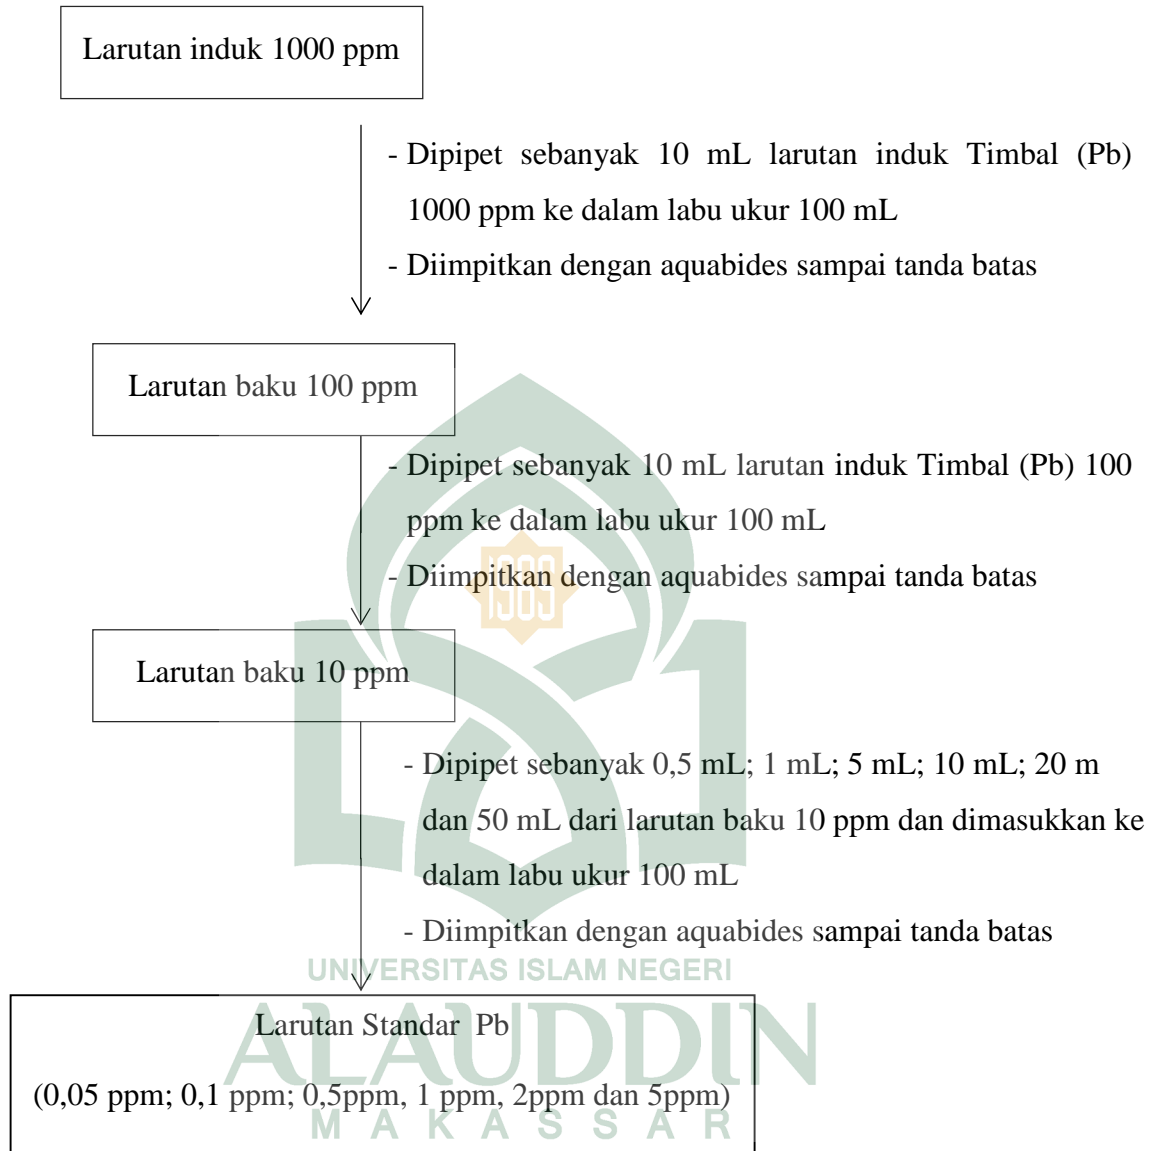 Larutan induk 1000 ppm
- Dipipet sebanyak 10 mL larutan induk Timbal (Pb)
1000 ppm ke dalam labu ukur 100 mL
- Diimpitkan dengan aquabides sampai tanda batas
Larutan baku 100 ppm
- Dipipet sebanyak 10 mL larutan induk Timbal (Pb) 100
ppm ke dalam labu ukur 100 mL
- Diimpitkan dengan aquabides sampai tanda batas
1989
Larutan baku 10 ppm
- Dipipet sebanyak 0,5 mL; 1 mL; 5 mL; 10 mL; 20 m
dan 50 mL dari larutan baku 10 ppm dan dimasukkan ke
dalam labu ukur 100 mL
- Diimpitkan dengan aquabides sampai tanda batas
UNIVERSITAS ISLAM NEGERI
Larutan Standar Pb
ALAUDDIN
(0,05 ppm; 0,1 ppm; 0,5ppm, 1 ppm, 2ppm dan 5ppm)
MAKASSAR